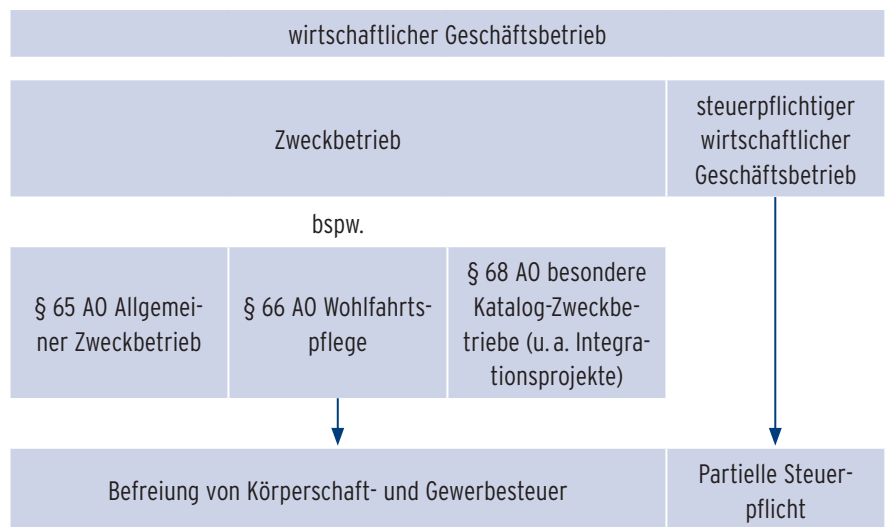 wirtschaftlicher Geschäftsbetrieb
Zweckbetrieb
steuerpflichtiger
wirtschaftlicher
Geschäftsbetrieb
bspw.
§ 65 AO Allgemei-
ner Zweckbetrieb
§ 66 AO Wohlfahrts-
pflege
§ 68 AO besondere
Katalog-Zweckbe-
triebe (u. a. Integra-
tionsprojekte)
Befreiung von Körperschaft- und Gewerbesteuer
Partielle Steuer-
pflicht